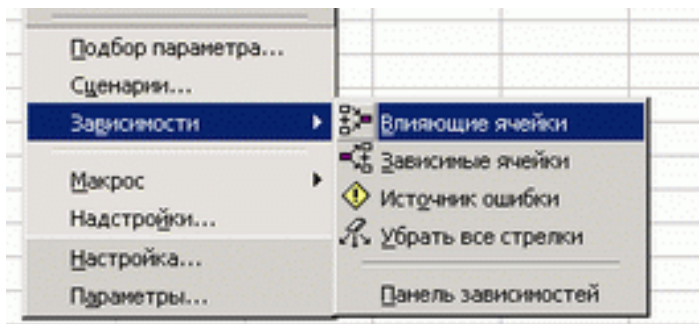 Подбор параметра...
Сценарии...
Зависимости
Влияющие ячейки
Зависимые ячейки
Источник ошибки
Убрать все стрелки
Панель зависимостей
Макрос
Надстройки...
Настройка...
Параметры...